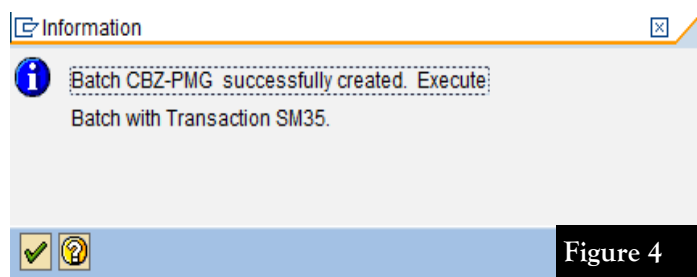 Information
Batch CBZ-PMG successfully created. Execute
Batch with Transaction SM35.
Figure 4